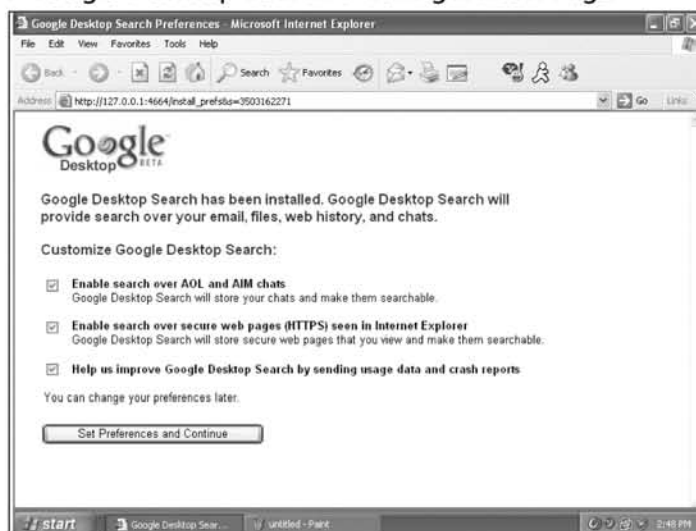 Google Desktop Search Preferences - Microsoft Internet Explorer
File Edit View Favorites Tools Help
Back Search Favorites
Address http://127.0.0.1:4664/install_prefs&s=3503162271 Go Links
Google
Desktop BETA
Google Desktop Search has been installed. Google Desktop Search will
provide search over your email, files, web history, and chats.
Customize Google Desktop Search:
Enable search over AOL and AIM chats
Google Desktop Search will store your chats and make them searchable.
Enable search over secure web pages (HTTPS) seen in Internet Explorer
Google Desktop Search will store secure web pages that you view and make them searchable.
Help us improve Google Desktop Search by sending usage data and crash reports
You can change your preferences later.
Set Preferences and Continue
start Google Desktop Sear... untitled - Paint 2:48 PM